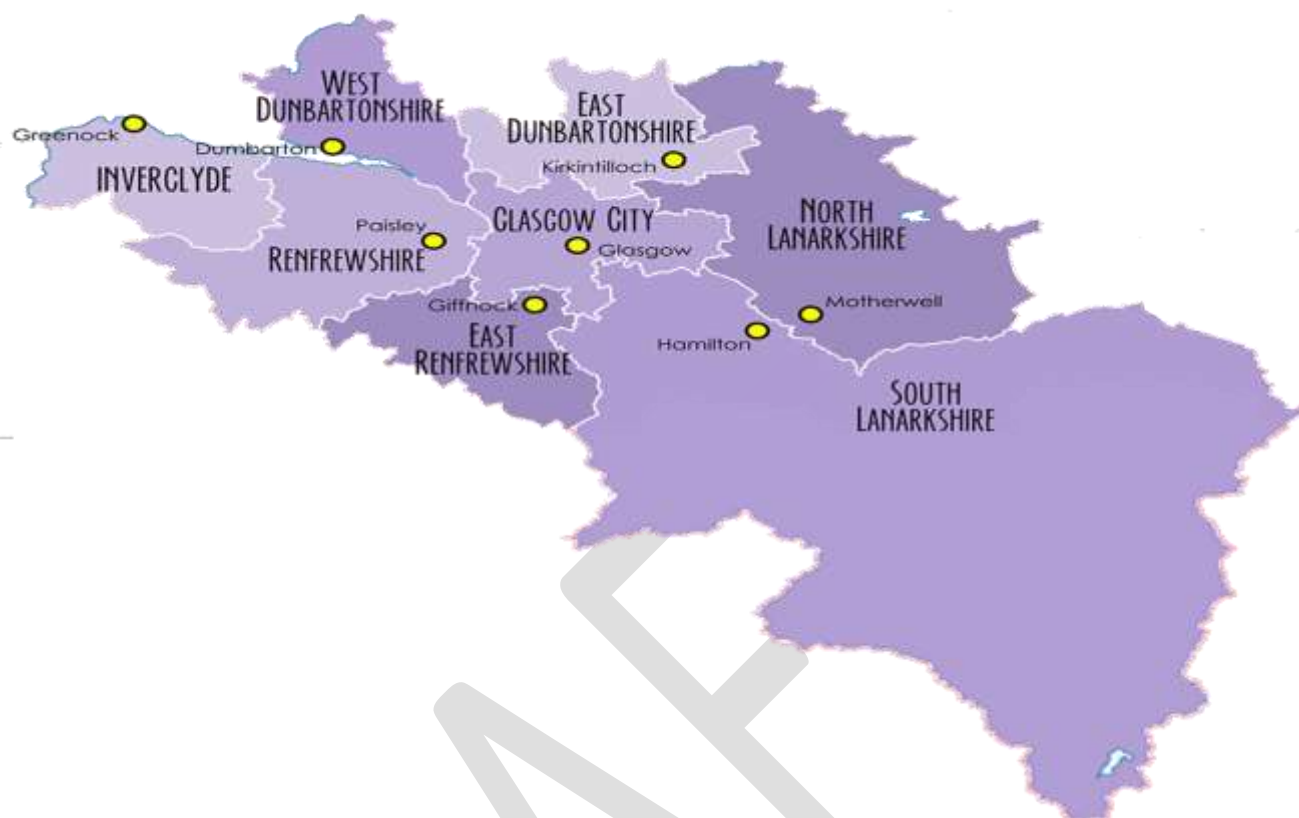 WEST
DUNBARTONSHIRE
EAST
DUNBARTONSHIRE
Greenock
Dumbarton
Kirkintilloch
INVERCLYDE
Paisley
GLASGOW CITY
NORTH
LANARKSHIRE
RENFREWSHIRE
Glasgow
Giffnock
Motherwell
EAST
RENFREWSHIRE
Hamilton
SOUTH
LANARKSHIRE